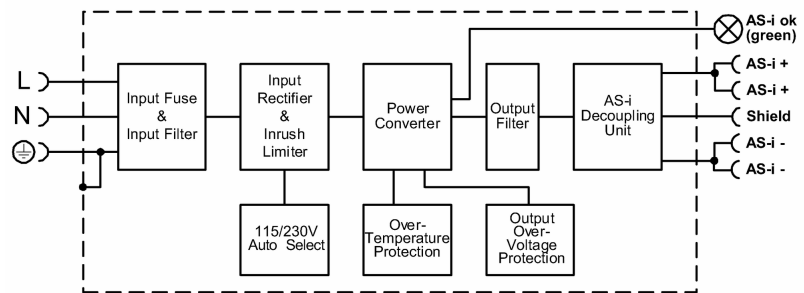 L
N
Input Fuse
&
Input Filter
Input
Rectifier
&
Inrush
Limiter
Power
Converter
Output
Filter
AS-i
Decoupling
Unit
115/230V
Auto Select
Over-
Temperature
Protection
Output
Over-
Voltage
Protection
AS-i ok
(green)
AS-i +
AS-i +
Shield
AS-i -
AS-i -